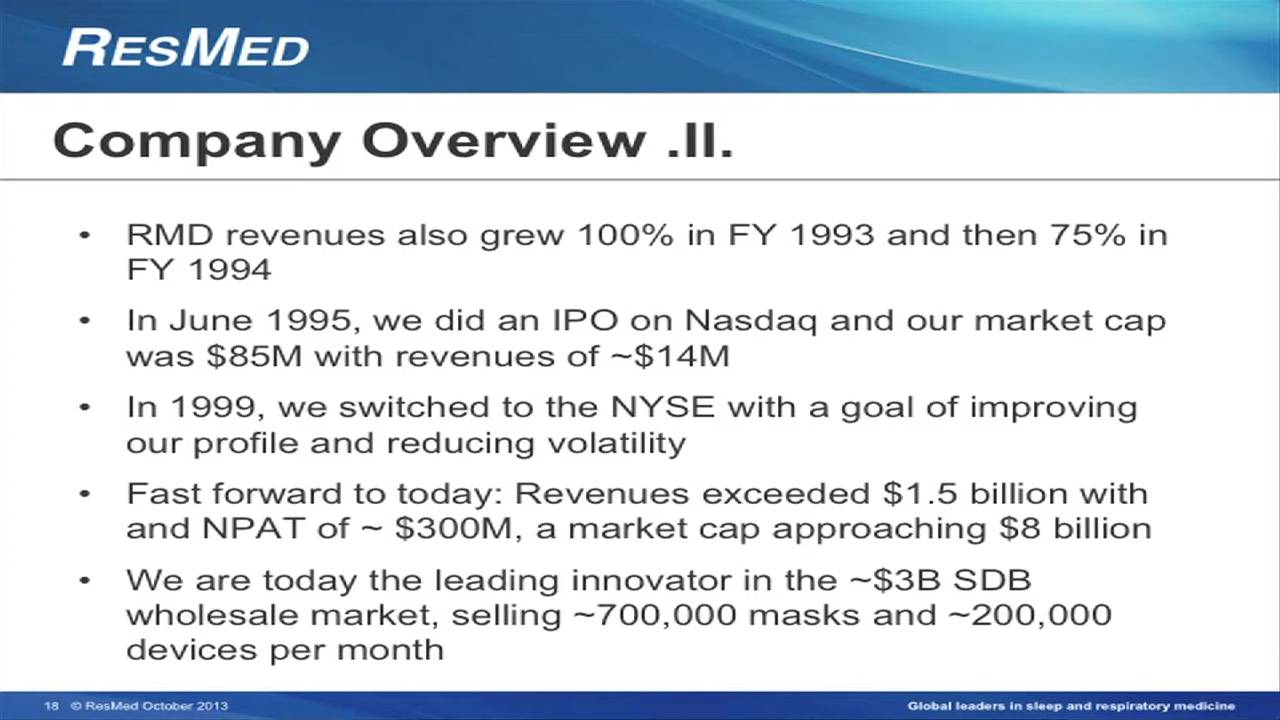 RESMED
Company Overview .II.
• RMD revenues also grew 100% in FY 1993 and then 75% in
FY 1994
• In June 1995, we did an IPO on Nasdaq and our market cap
was $85M with revenues of ~$14M
• In 1999, we switched to the NYSE with a goal of improving
our profile and reducing volatility
• Fast forward to today: Revenues exceeded $1.5 billion with
and NPAT of ~ $300M, a market cap approaching $8 billion
• We are today the leading innovator in the ~$3B SDB
wholesale market, selling ~700,000 masks and ~200,000
devices per month
18 © ResMed October 2013
Global leaders in sleep and respiratory medicine